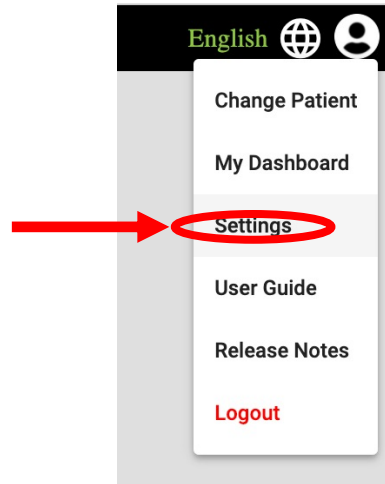 English
Change Patient
My Dashboard
Settings
User Guide
Release Notes
Logout